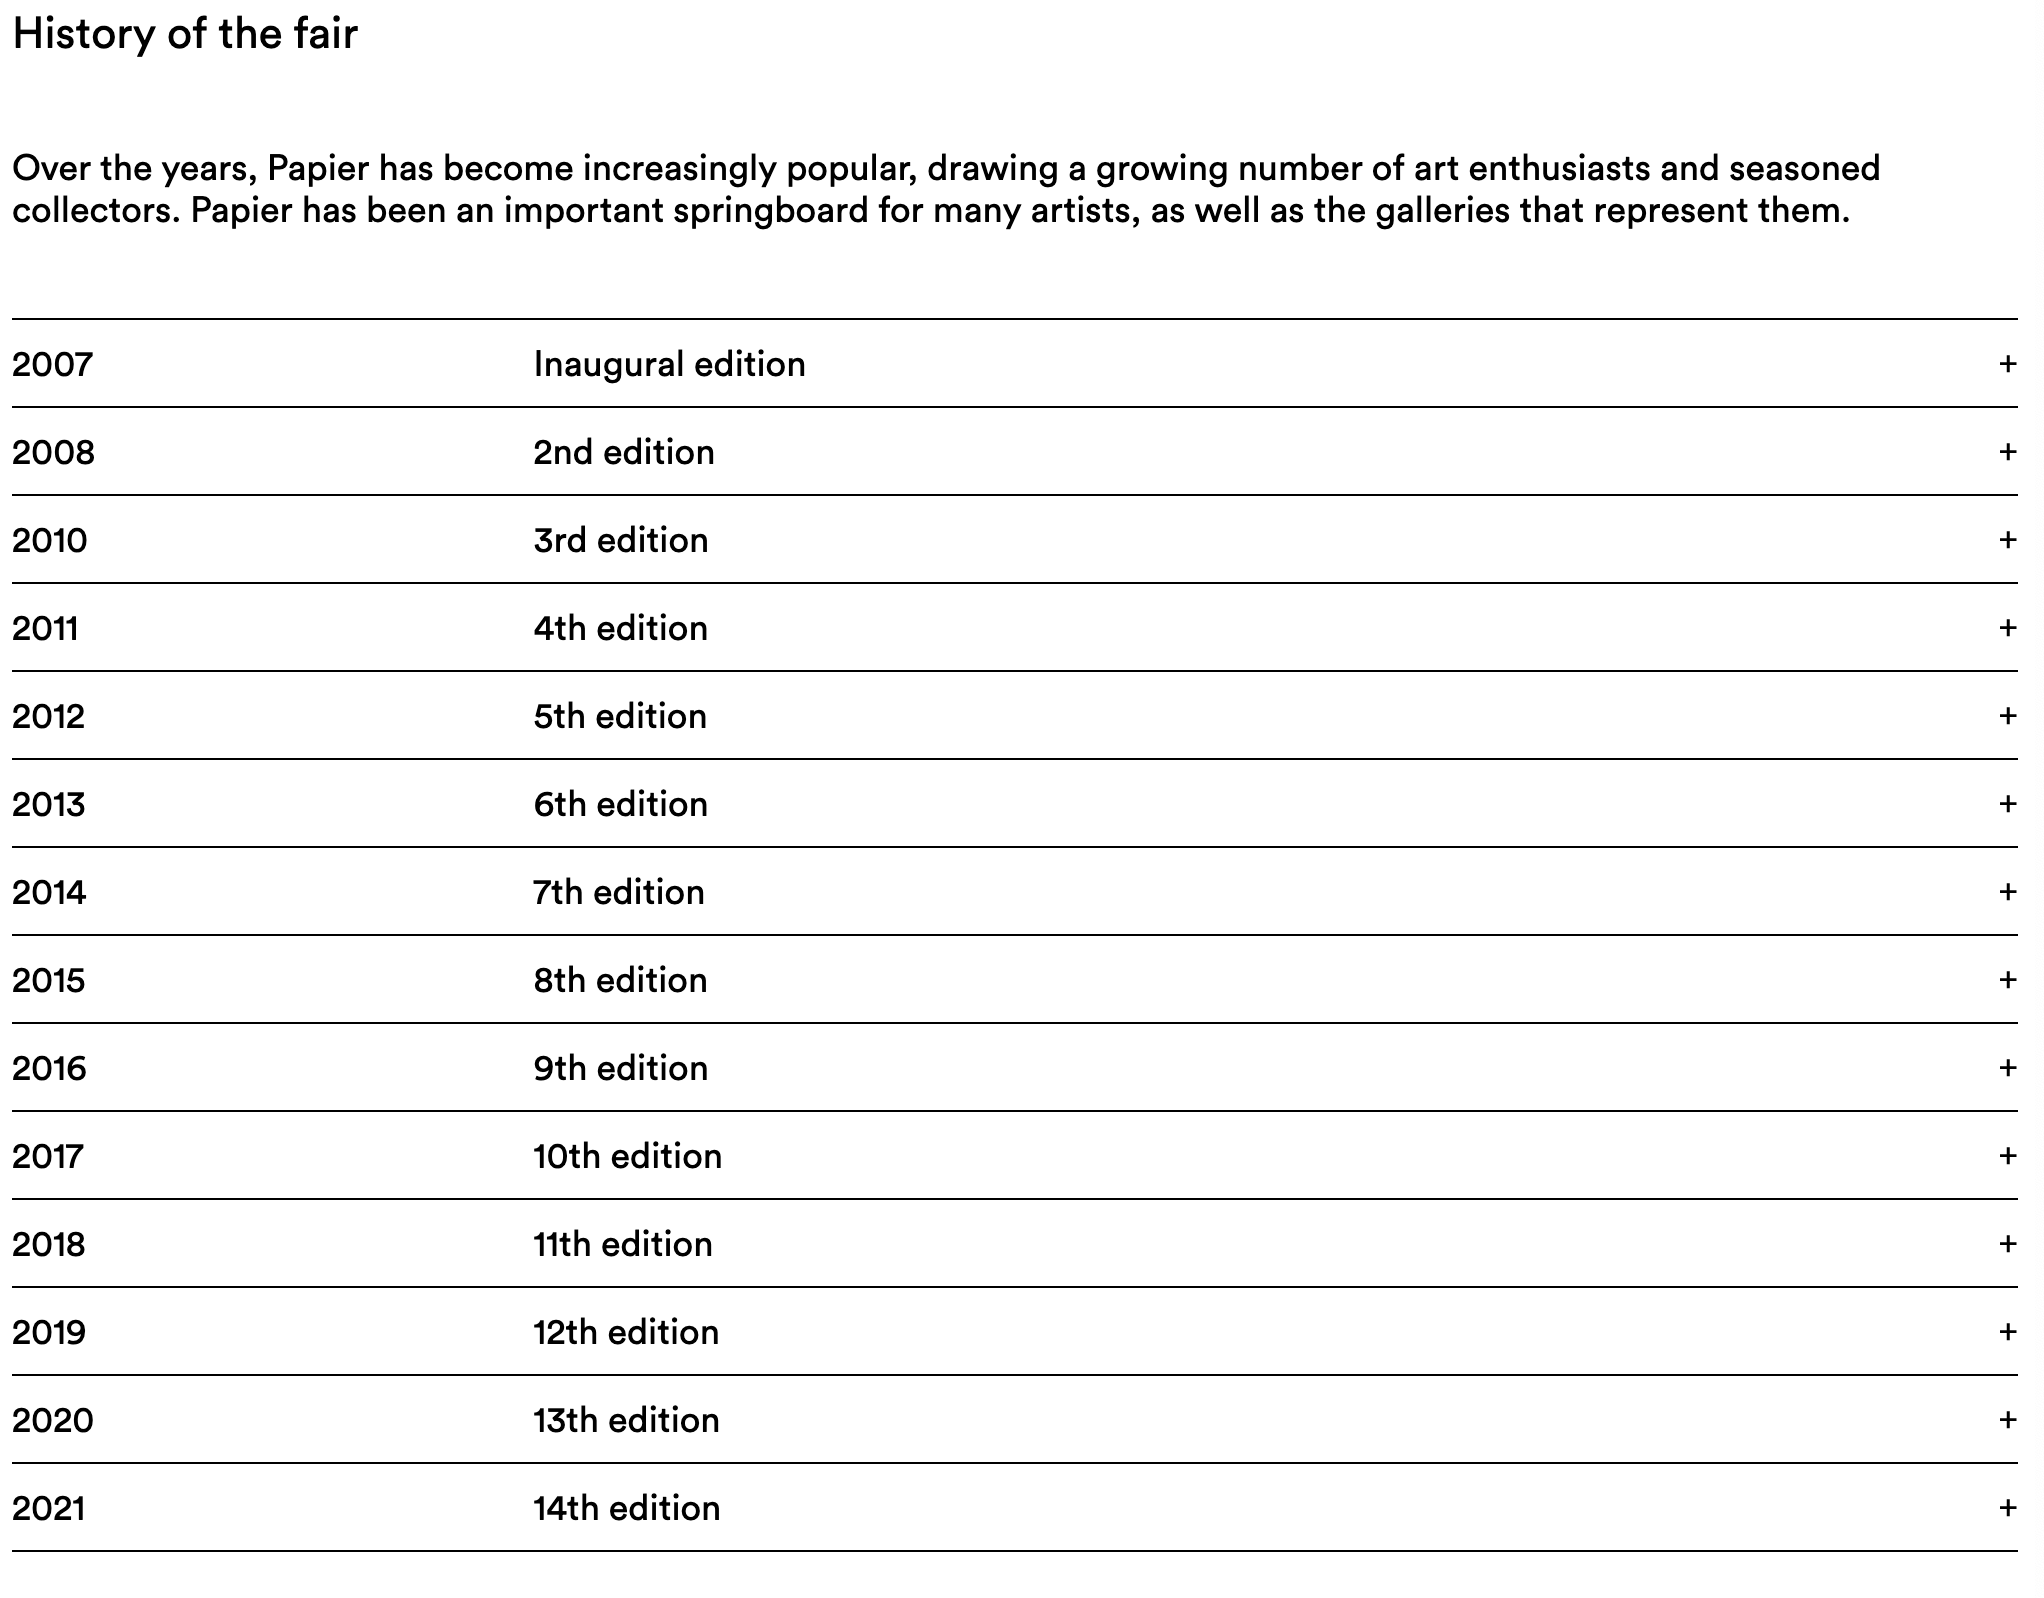 History of the fair
Over the years, Papier has become increasingly popular, drawing a growing number of art enthusiasts and seasoned
collectors. Papier has been an important springboard for many artists, as well as the galleries that represent them.
2007 Inaugural edition +
2008 2nd edition +
2010 3rd edition +
2011 4th edition +
2012 5th edition +
2013 6th edition +
2014 7th edition +
2015 8th edition +
2016 9th edition +
2017 10th edition +
2018 11th edition +
2019 12th edition +
2020 13th edition +
2021 14th edition +